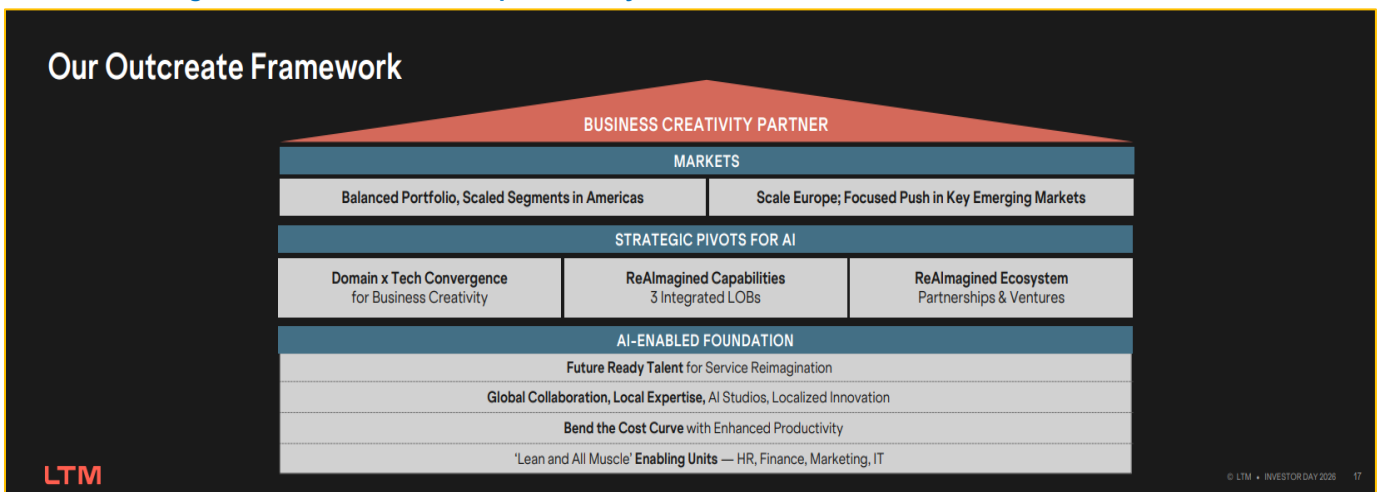 Our Outcreate Framework
BUSINESS CREATIVITY PARTNER
MARKETS
Balanced Portfolio, Scaled Segments in Americas
Scale Europe; Focused Push in Key Emerging Markets
STRATEGIC PIVOTS FOR AI
Domain x Tech Convergence
for Business Creativity
ReAImagined Capabilities
3 Integrated LOBs
ReAImagined Ecosystem
Partnerships & Ventures
AI-ENABLED FOUNDATION
Future Ready Talent for Service Reimagination
Global Collaboration, Local Expertise, AI Studios, Localized Innovation
Bend the Cost Curve with Enhanced Productivity
‘Lean and All Muscle’ Enabling Units — HR, Finance, Marketing, IT
LTM
© LTM • INVESTOR DAY 2026 17